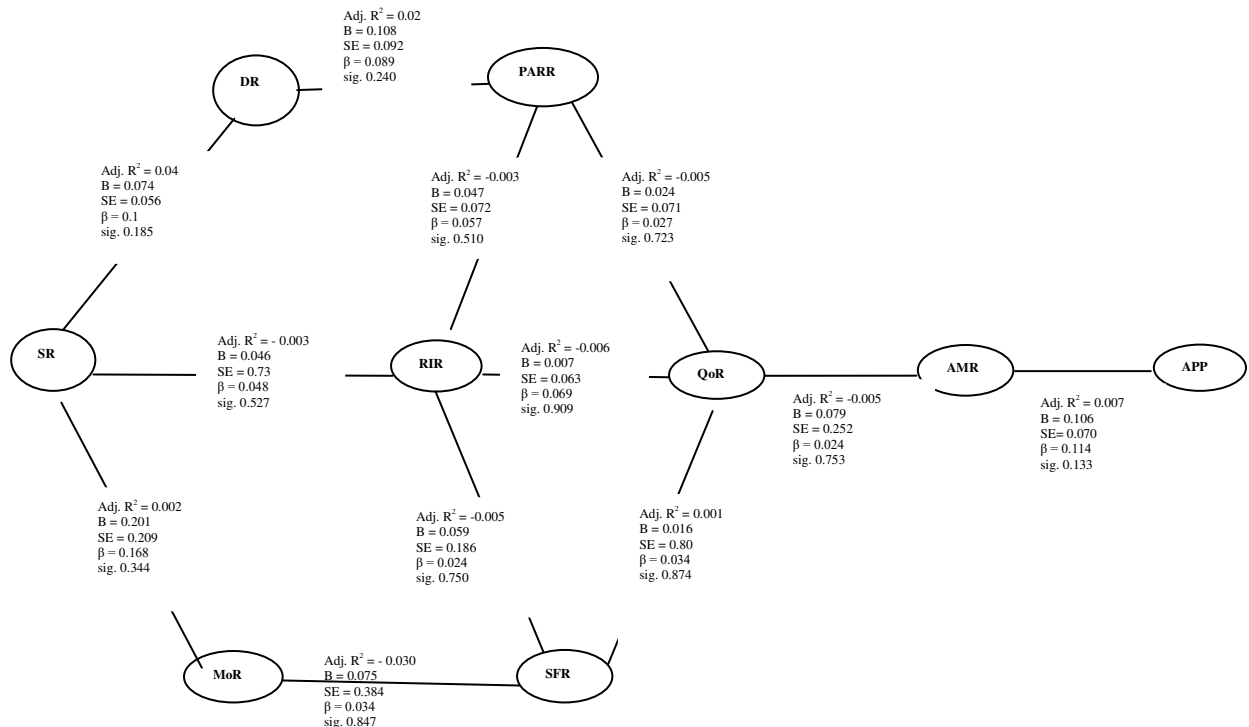 Adj. R² = 0.02
B = 0.108
SE = 0.092
β = 0.089
sig. 0.240
DR
PARR
Adj. R² = 0.04
B = 0.074
SE = 0.056
β = 0.1
sig. 0.185
Adj. R² = -0.003
B = 0.047
SE = 0.072
β = 0.057
sig. 0.510
Adj. R² = -0.005
B = 0.024
SE = 0.071
β = 0.027
sig. 0.723
SR
Adj. R² = - 0.003
B = 0.046
SE = 0.73
β = 0.048
sig. 0.527
RIR
Adj. R² = -0.006
B = 0.007
SE = 0.063
β = 0.069
sig. 0.909
QoR
AMR
APP
Adj. R² = -0.005
B = 0.079
SE = 0.252
β = 0.024
sig. 0.753
Adj. R² = 0.007
B = 0.106
SE= 0.070
β = 0.114
sig. 0.133
Adj. R² = 0.002
B = 0.201
SE = 0.209
β = 0.168
sig. 0.344
Adj. R² = -0.005
B = 0.059
SE = 0.186
β = 0.024
sig. 0.750
Adj. R² = 0.001
B = 0.016
SE = 0.80
β = 0.034
sig. 0.874
MoR
Adj. R² = - 0.030
B = 0.075
SE = 0.384
β = 0.034
sig. 0.847
SFR